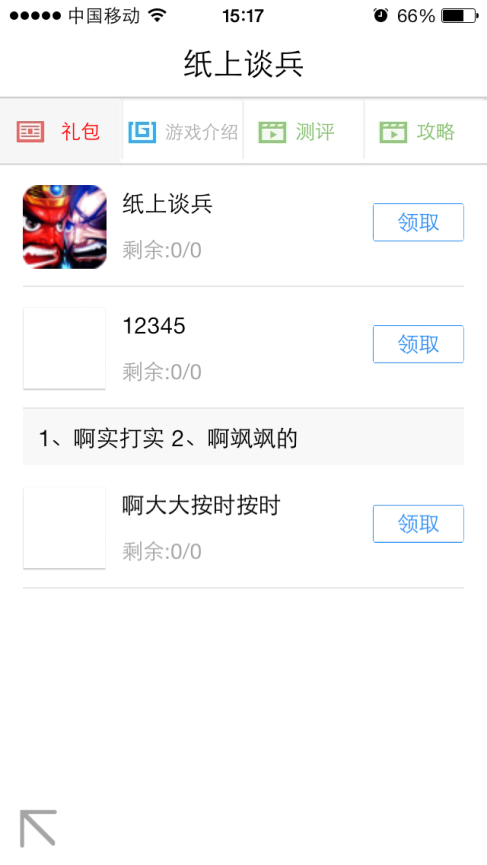 中国移动 15:17 66%
纸上谈兵
礼包 游戏介绍 测评 攻略
纸上谈兵
领取
剩余:0/0
12345
领取
剩余:0/0
1、啊实打实 2、啊飒飒的
啊大大按时按时
领取
剩余:0/0